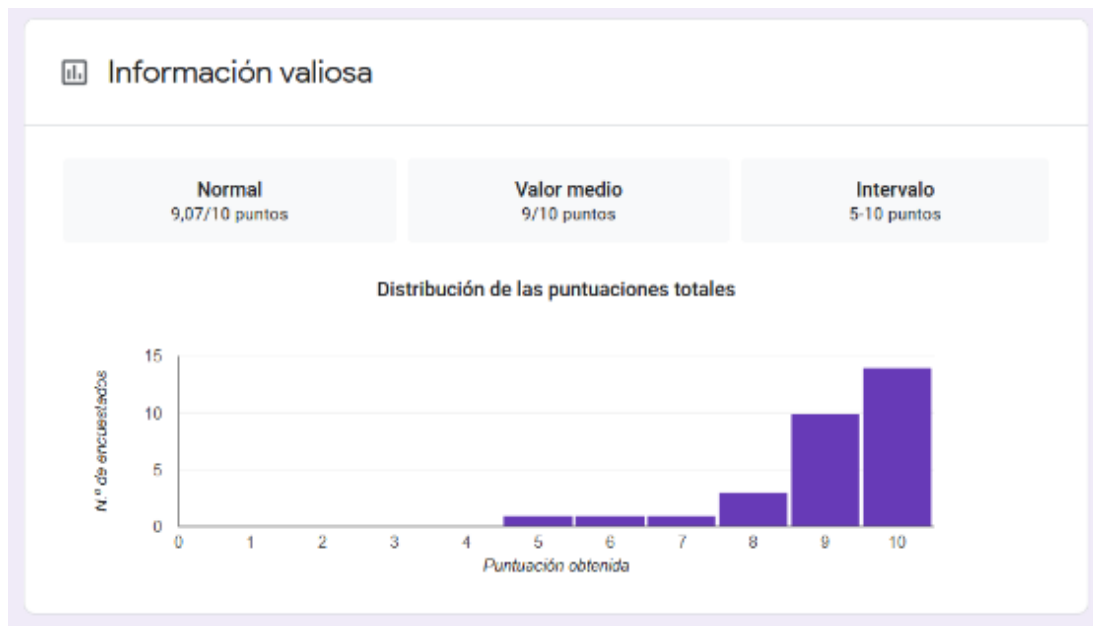 Información valiosa
Normal
9,07/10 puntos
Valor medio
9/10 puntos
Intervalo
5-10 puntos
Distribución de las puntuaciones totales
N.º de encuestados
15
10
5
0
0 1 2 3 4 5 6 7 8 9 10
Puntuación obtenida